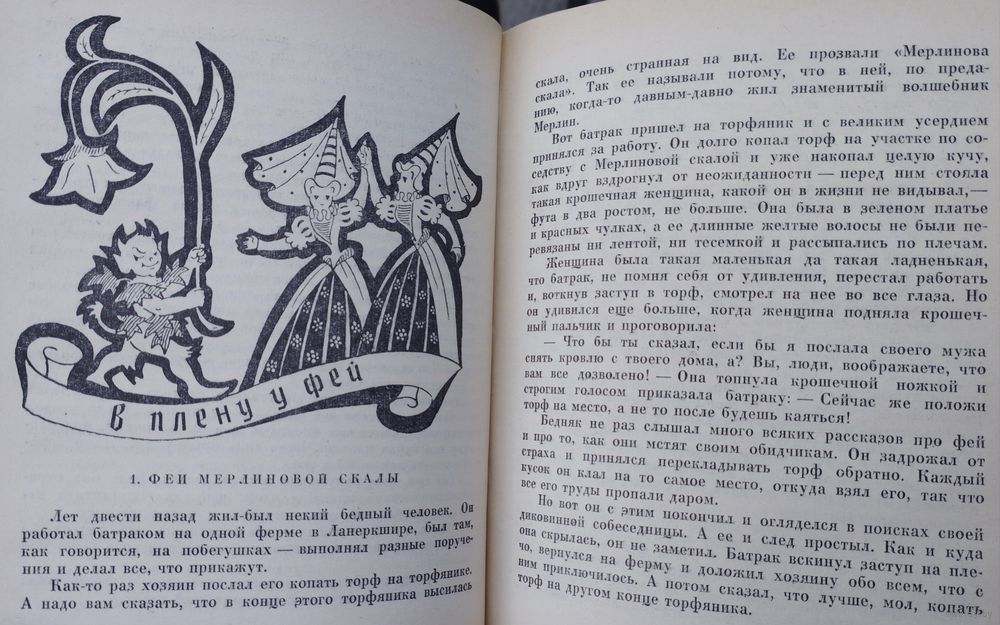 в плену у фей
1. ФЕИ МЕРЛИНОВОЙ СКАЛЫ
Лет двести назад жил-был некий бедный человек. Он
работал батраком на одной ферме в Ланеркшире, был там,
как говорится, на побегушках — выполнял разные поруче-
ния и делал все, что прикажут.
Как-то раз хозяин послал его копать торф на торфянике.
А надо вам сказать, что в конце этого торфяника высилась
скала, очень странная на вид. Ее прозвали «Мерлинова
скала». Так ее называли потому, что в ней, по преда-
нию, когда-то давным-давно жил знаменитый волшебник
Мерлин.
Вот батрак пришел на торфяник и с великим усердием
принялся за работу. Он долго копал торф на участке по со-
седству с Мерлиновой скалой и уже накопал целую кучу,
как вдруг вздрогнул от неожиданности — перед ним стояла
такая крошечная женщина, какой он в жизни не видывал,—
фута в два ростом, не больше. Она была в зеленом платье
и красных чулках, а ее длинные желтые волосы не были пе-
ревязаны ни лентой, ни тесемкой и рассыпались по плечам.
Женщина была такая маленькая да такая ладненькая,
что батрак, не помня себя от удивления, перестал работать
и, воткнув заступ в торф, смотрел на нее во все глаза. Но
он удивился еще больше, когда женщина подняла крошеч-
ный пальчик и проговорила:
— Что бы ты сказал, если бы я послала своего мужа
снять кровлю с твоего дома, а? Вы, люди, воображаете, что
вам все дозволено! — Она топнула крошечной ножкой и
строгим голосом приказала батраку: — Сейчас же положи
торф на место, а не то после будешь каяться!
Бедняк не раз слышал много всяких рассказов про фей
и про то, как они мстят своим обидчикам. Он задрожал от
страха и принялся перекладывать торф обратно. Каждый
кусок он клал на то самое место, откуда взял его, так что
все его труды пропали даром.
Но вот он с этим покончил и огляделся в поисках своей
диковинной собеседницы. А ее и след простыл. Как и куда
она скрылась, он не заметил. Батрак вскинул заступ на пле-
чо, вернулся на ферму и доложил хозяину обо всем, что с
ним приключилось. А потом сказал, что лучше, мол, копать
торф на другом конце торфяника.